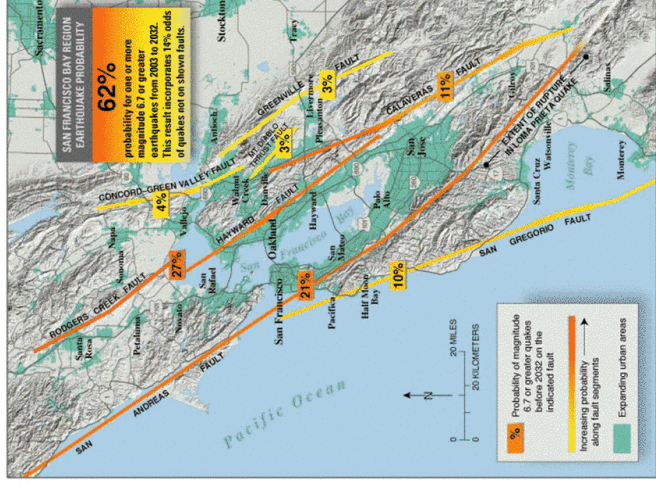 Sacramento
Stockton
Tracy
SAN FRANCISCO BAY REGION
EARTHQUAKE PROBABILITY
62%
probability for one or more
magnitude 6.7 or greater
earthquakes from 2003 to 2032.
This result incorporates 14% odds
of quakes not on shown faults.
GREENVILLE FAULT
3%
Livermore
Pleasanton
CALAVERAS FAULT
11%
Antioch
MT. DIABLO
THRUST FAULT
3%
CONCORD–GREEN VALLEY FAULT
4%
Walnut
Creek
Danville
Gilroy
EXTENT OF RUPTURE
IN LOMA PRIETA QUAKE
Salinas
Watsonville
Santa Cruz
Monterey
Bay
Monterey
San
Jose
Palo
Alto
HAYWARD FAULT
Hayward
Oakland
Vallejo
Napa
Sonoma
27%
San
Rafael
San Francisco Bay
San
Mateo
RODGERS CREEK FAULT
Santa
Rosa
Petaluma
Novato
San Francisco
21%
Pacifica
Half Moon
Bay
10%
SAN GREGORIO FAULT
SAN ANDREAS FAULT
Pacific Ocean
N
0 20 MILES
0 20 KILOMETERS
% Probability of magnitude
6.7 or greater quakes
before 2032 on the
indicated fault
Increasing probability
along fault segments
Expanding urban areas